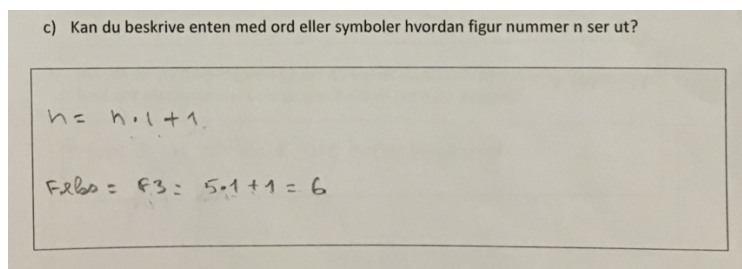 c) Kan du beskrive enten med ord eller symboler hvordan figur nummer n ser ut?
n = n·1+1
= F3: 5·1+1 = 6